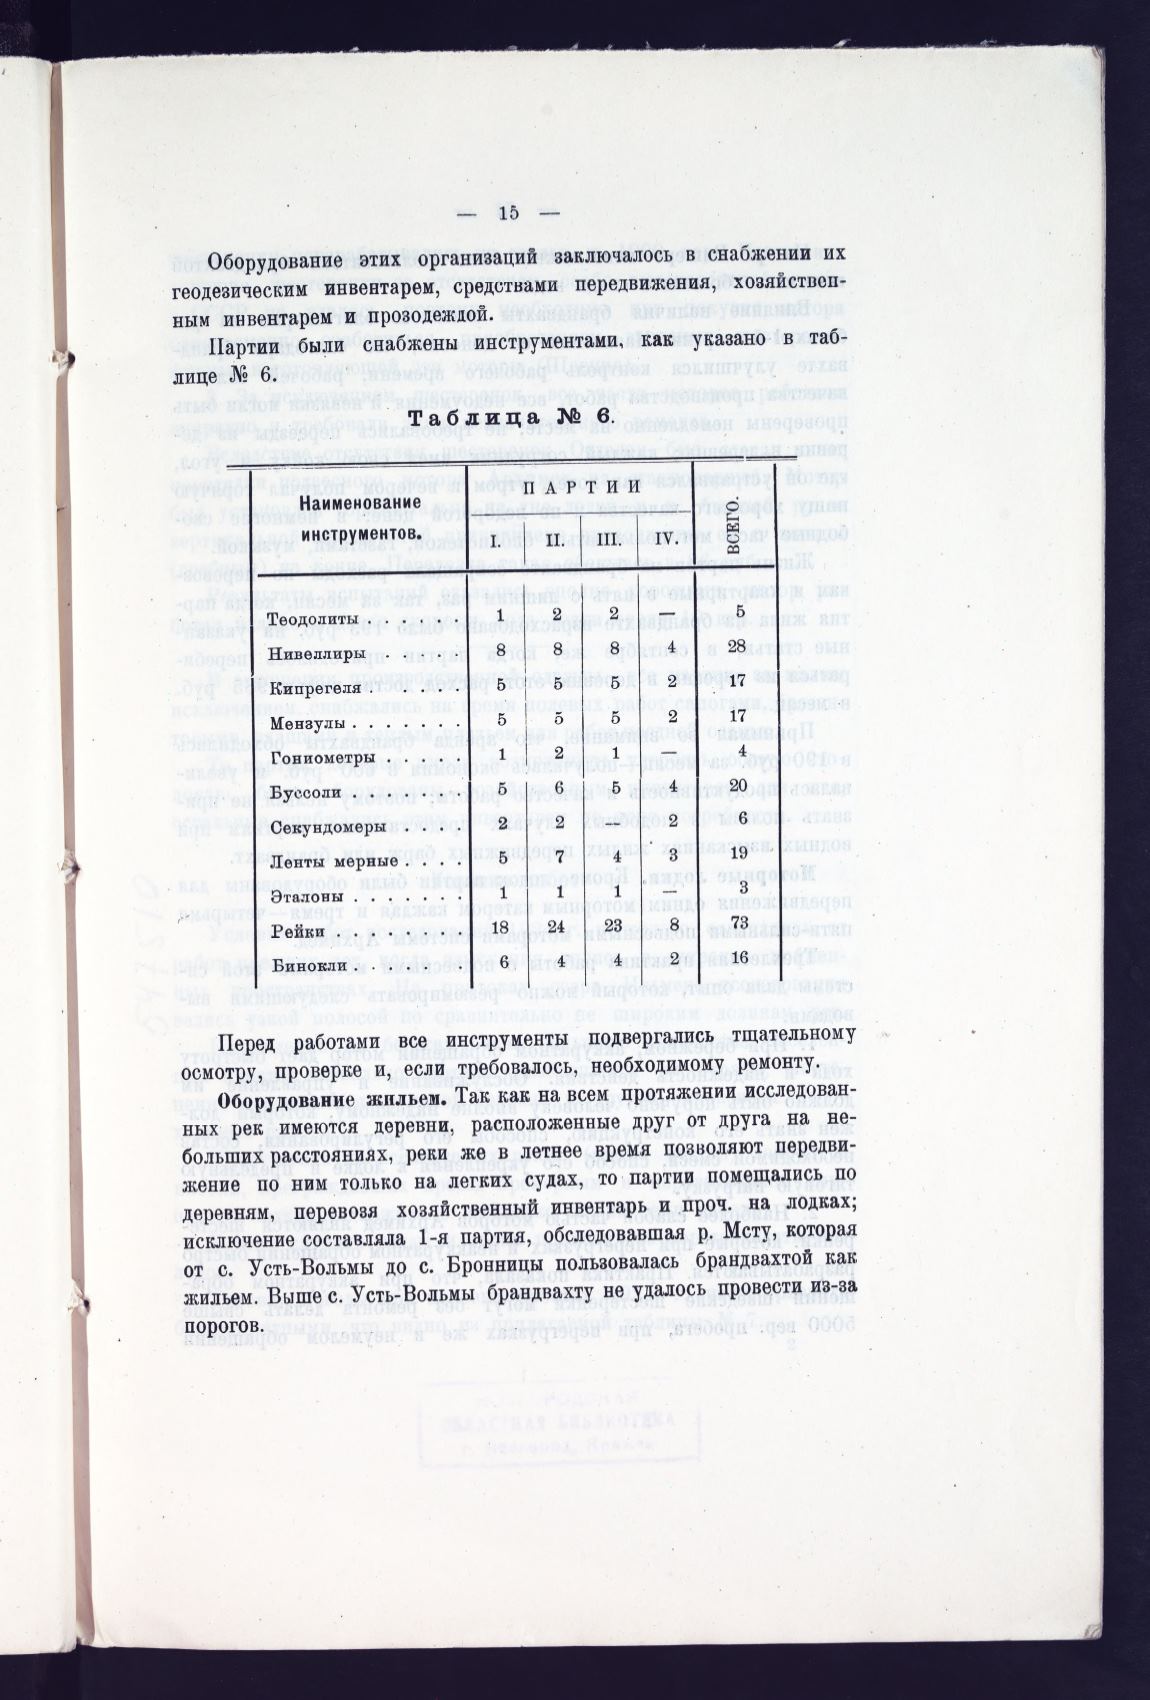 — 15 —
Оборудование этих организаций заключалось в снабжении их
геодезическим инвентарем, средствами передвижения, хозяйствен-
ным инвентарем и прозодеждой.
Партии были снабжены инструментами, как указано в таб-
лице № 6.
Таблица № 6.
Наименование инструментов. ПАРТИИ ВСЕГО.
I. II. III. IV.
Теодолиты . . . . . . 1 2 2 — 5
Нивеллиры . . . . . 8 8 8 4 28
Кипрегеля . . . . . . 5 5 5 2 17
Мензулы . . . . . . . 5 5 5 2 17
Гониометры . . . . . 1 2 1 — 4
Буссоли . . . . . . . 5 6 5 4 20
Секундомеры . . . . 2 2 — 2 6
Ленты мерные . . . . 5 7 4 3 19
Эталоны . . . . . . . 1 1 1 — 3
Рейки . . . . . . . . 18 24 23 8 73
Бинокли . . . . . . 6 4 4 2 16
Перед работами все инструменты подвергались тщательному
осмотру, проверке и, если требовалось, необходимому ремонту.
Оборудование жильем. Так как на всем протяжении исследован-
ных рек имеются деревни, расположенные друг от друга на не-
больших расстояниях, реки же в летнее время позволяют передви-
жение по ним только на легких судах, то партии помещались по
деревням, перевозя хозяйственный инвентарь и проч. на лодках;
исключение составляла 1-я партия, обследовавшая р. Мсту, которая
от с. Усть-Вольмы до с. Бронницы пользовалась брандвахтой как
жильем. Выше с. Усть-Вольмы брандвахту не удалось провести из-за
порогов.